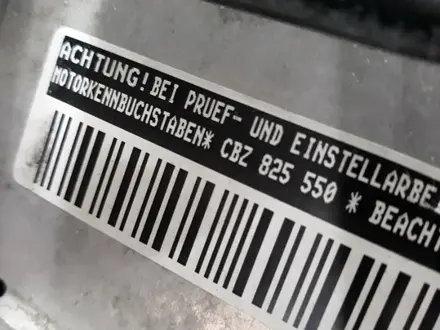 ACHTUNG! BEI PRUEF- UND EINSTELLARBEI
MOTORKENNBUCHSTABEN* CBZ 825 550 * BEACHT